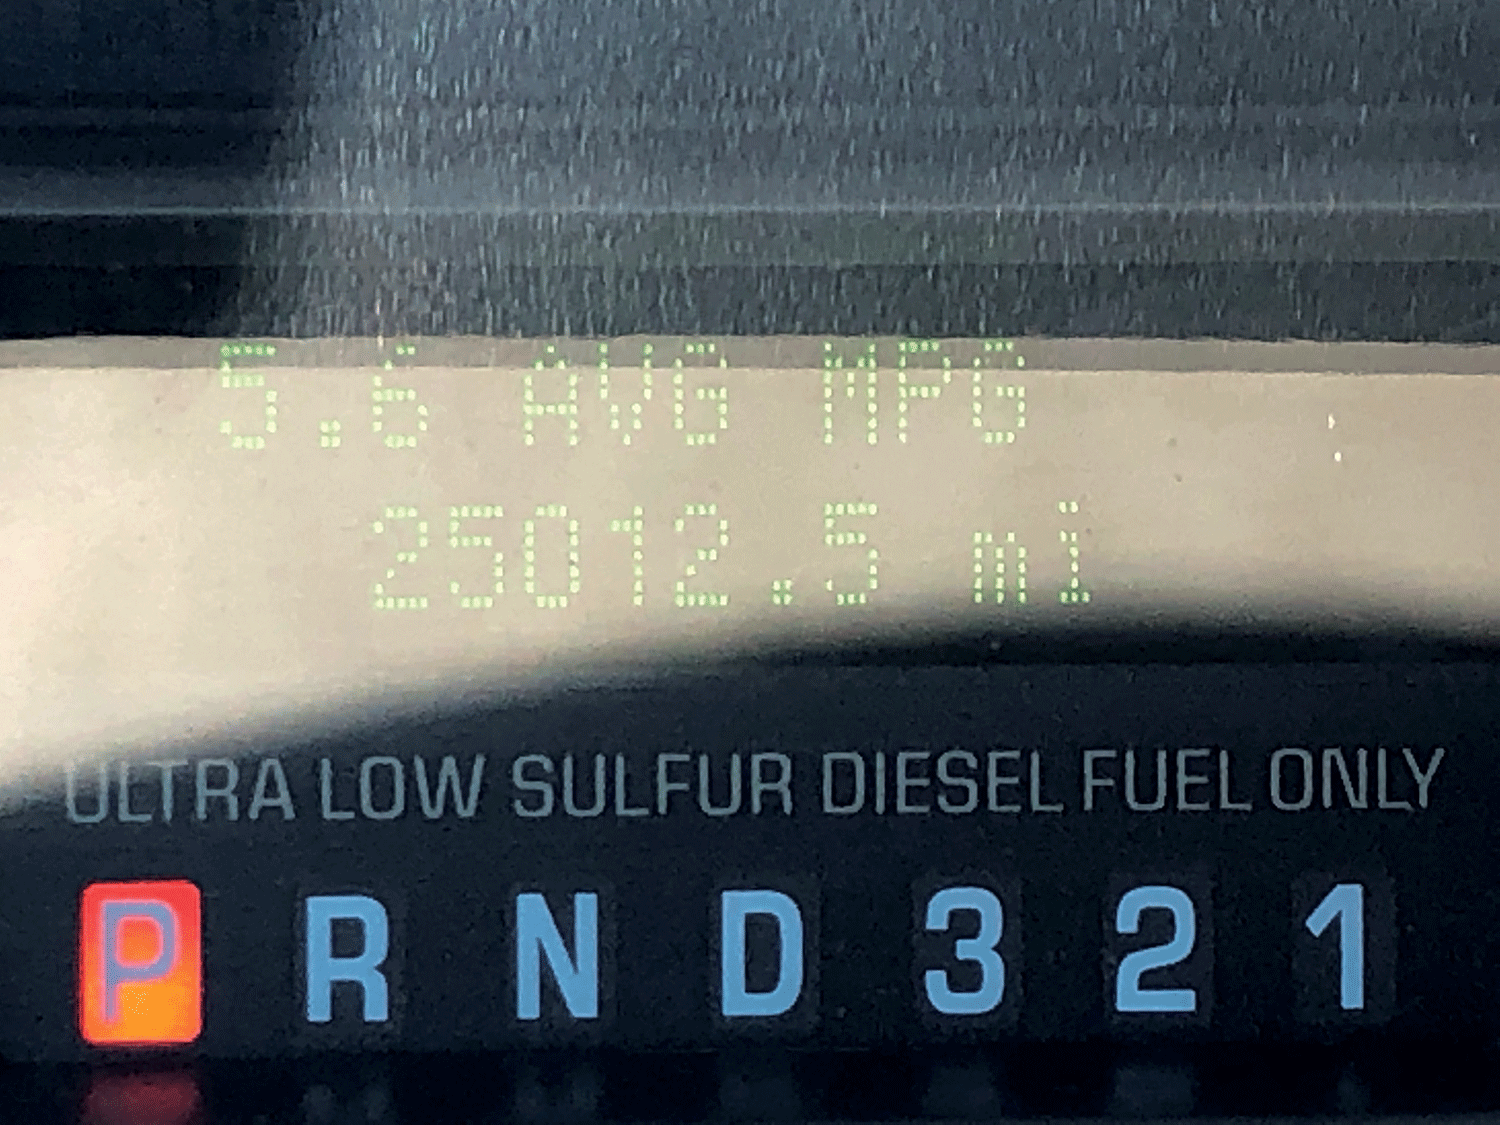 5.6 AVG MPG
25012.5 mi
ULTRA LOW SULFUR DIESEL FUEL ONLY
P R N D 3 2 1